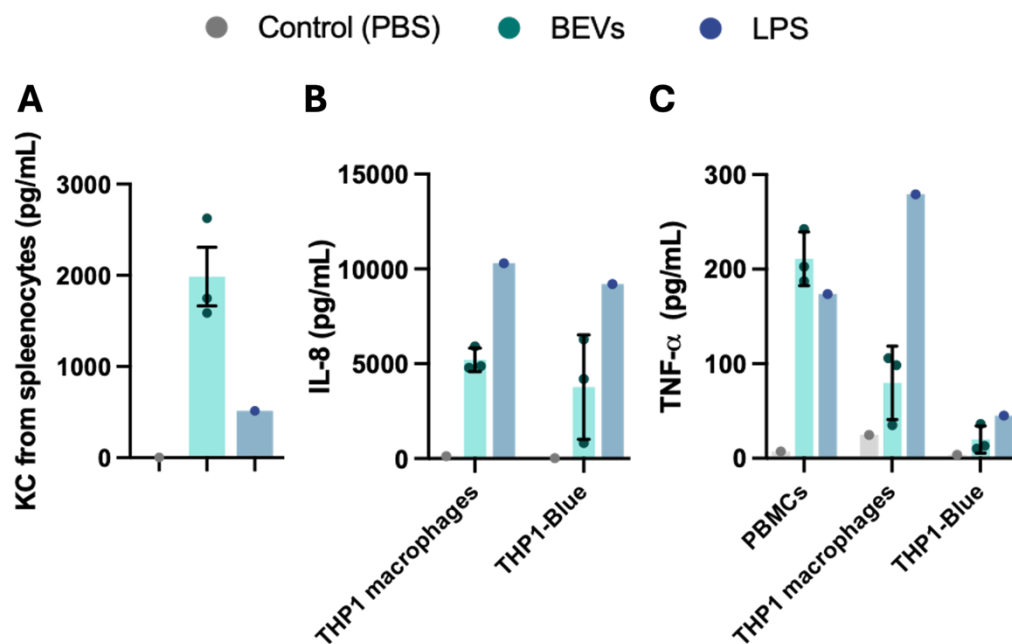 Control (PBS) BEVs LPS
A B C
KC from spleenocytes (pg/mL)
3000
2000
1000
0
IL-8 (pg/mL)
15000
10000
5000
0
THP1 macrophages
THP1-Blue
TNF-α (pg/mL)
300
200
100
0
PBMCs
THP1 macrophages
THP1-Blue